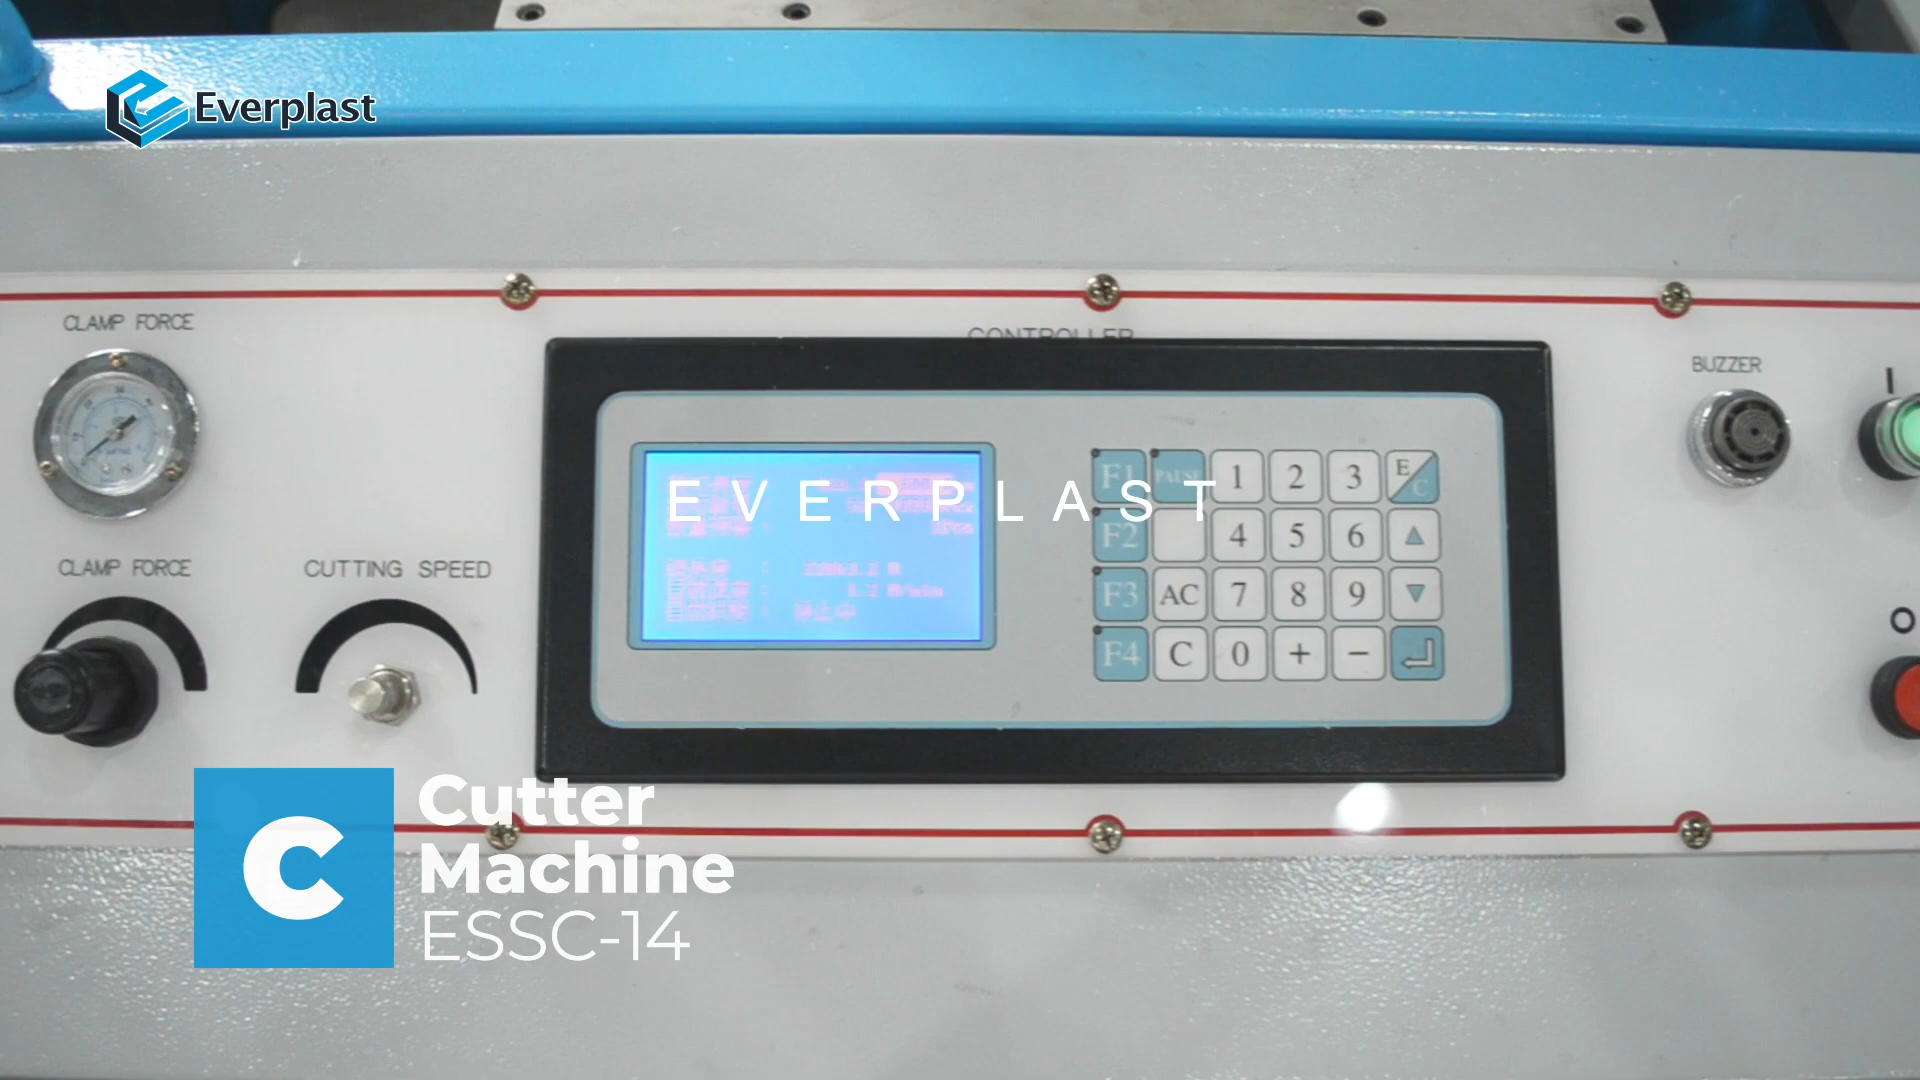 Everplast
CLAMP FORCE
CONTROLLER
BUZZER
I
EVERPLAST
F1 PAUSE 1 2 3 E/C
F2 4 5 6
F3 AC 7 8 9
F4 C 0 + −
CLAMP FORCE
CUTTING SPEED
O
C
Cutter
Machine
ESSC-14